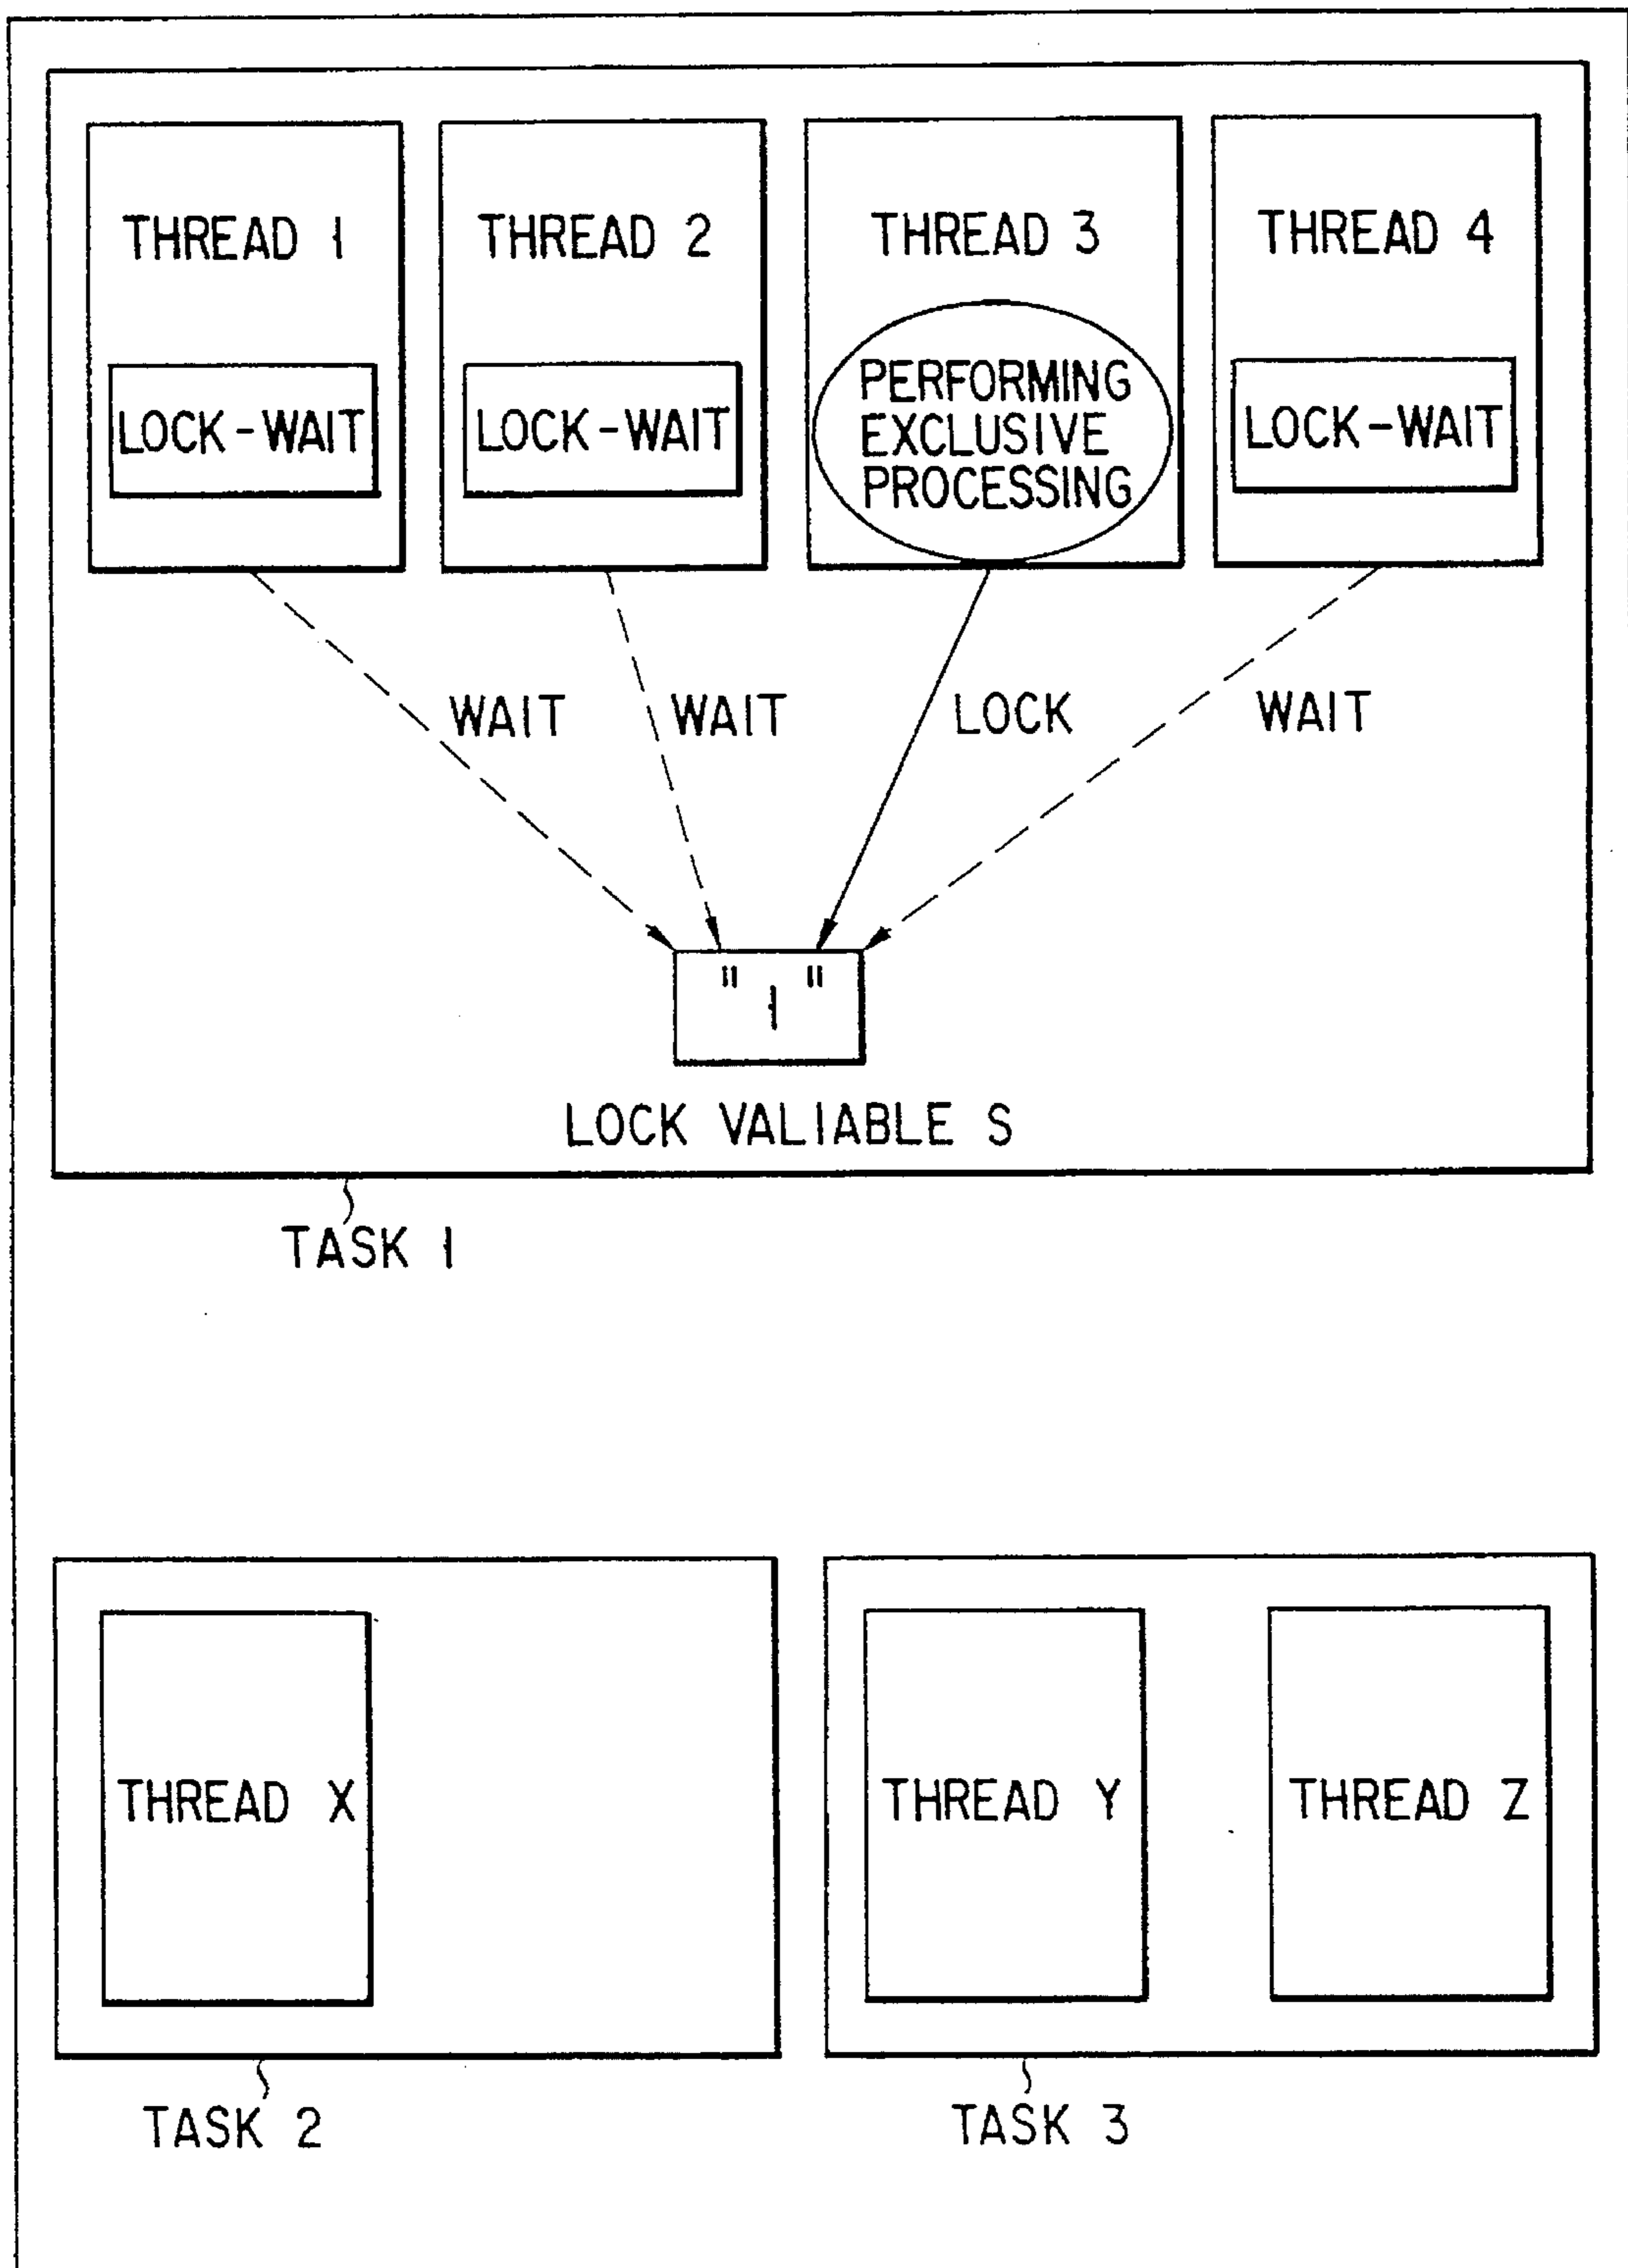 THREAD 1
THREAD 2
THREAD 3
THREAD 4
LOCK-WAIT
LOCK-WAIT
PERFORMING
EXCLUSIVE
PROCESSING
LOCK-WAIT
WAIT
WAIT
LOCK
WAIT
"1"
LOCK VALIABLE S
TASK 1
THREAD X
THREAD Y
THREAD Z
TASK 2
TASK 3